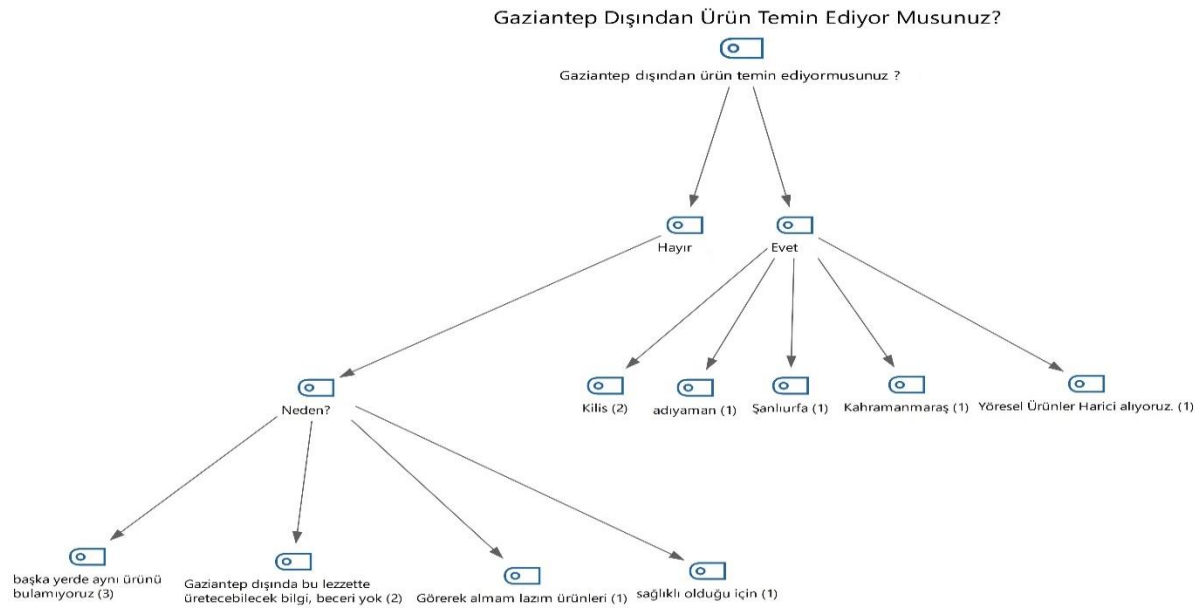 Gaziantep Dışından Ürün Temin Ediyor Musunuz?
Gaziantep dışından ürün temin ediyormusunuz ?
Hayır
Evet
Neden?
Kilis (2)
adıyaman (1)
Şanlıurfa (1)
Kahramanmaraş (1)
Yöresel Ürünler Harici alıyoruz. (1)
başka yerde aynı ürünü
bulamıyoruz (3)
Gaziantep dışında bu lezzette
üretecebilecek bilgi, beceri yok (2)
Görerek almam lazım ürünleri (1)
sağlıklı olduğu için (1)